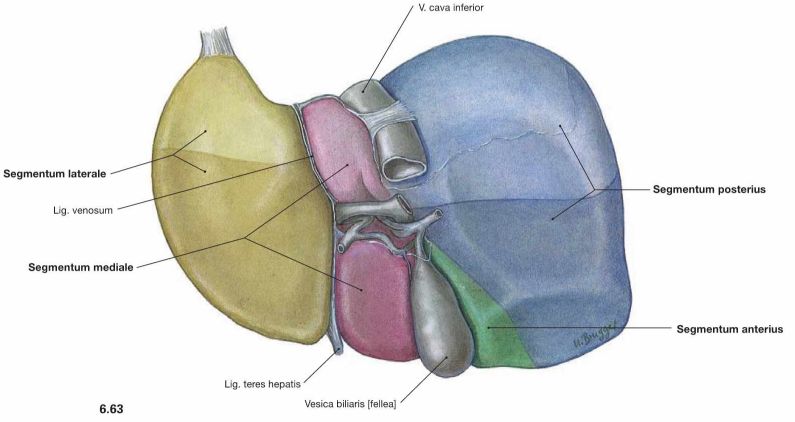 V. cava inferior
Segmentum laterale
Lig. venosum
Segmentum mediale
Segmentum posterius
Segmentum anterius
U. Brugger
Lig. teres hepatis
Vesica biliaris [fellea]
6.63